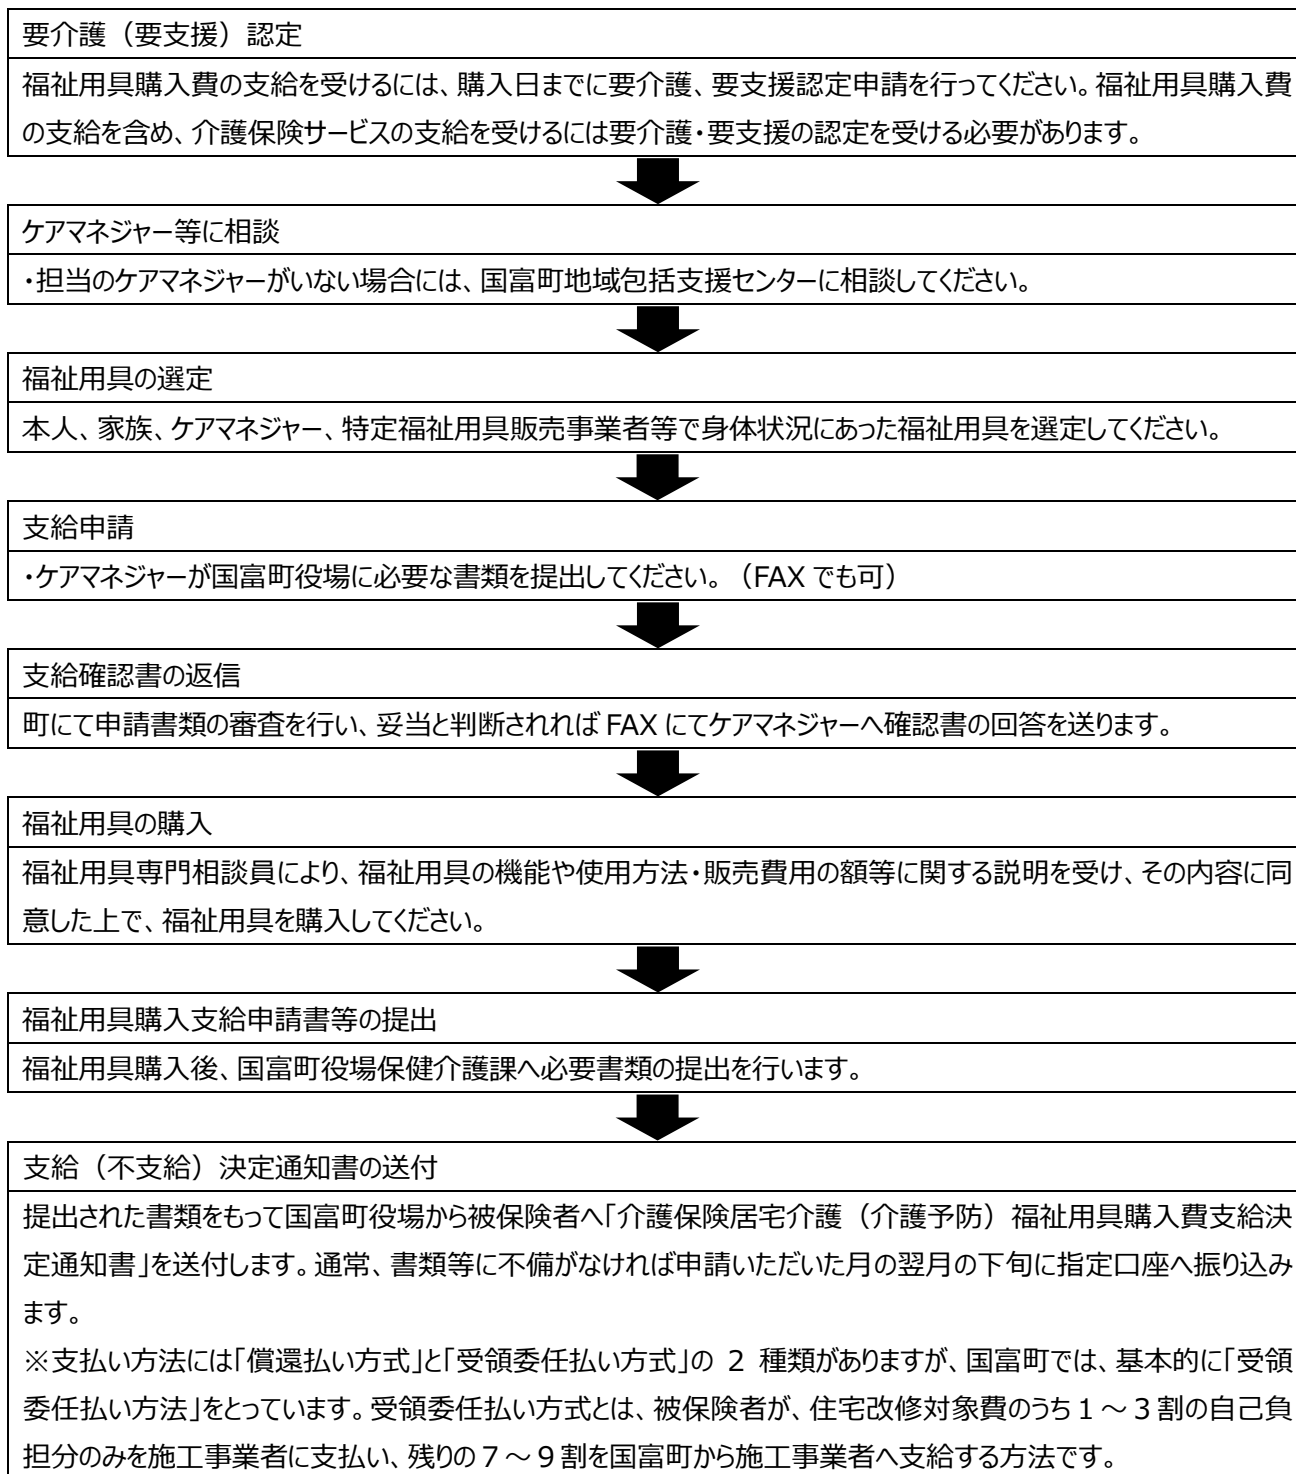 要介護（要支援）認定
福祉用具購入費の支給を受けるには、購入日までに要介護、要支援認定申請を行ってください。福祉用具購入費
の支給を含め、介護保険サービスの支給を受けるには要介護・要支援の認定を受ける必要があります。
ケアマネジャー等に相談
・担当のケアマネジャーがいない場合には、国富町地域包括支援センターに相談してください。
福祉用具の選定
本人、家族、ケアマネジャー、特定福祉用具販売事業者等で身体状況にあった福祉用具を選定してください。
支給申請
・ケアマネジャーが国富町役場に必要な書類を提出してください。（FAX でも可）
支給確認書の返信
町にて申請書類の審査を行い、妥当と判断されれば FAX にてケアマネジャーへ確認書の回答を送ります。
福祉用具の購入
福祉用具専門相談員により、福祉用具の機能や使用方法・販売費用の額等に関する説明を受け、その内容に同
意した上で、福祉用具を購入してください。
福祉用具購入支給申請書等の提出
福祉用具購入後、国富町役場保健介護課へ必要書類の提出を行います。
支給（不支給）決定通知書の送付
提出された書類をもって国富町役場から被保険者へ「介護保険居宅介護（介護予防）福祉用具購入費支給決
定通知書」を送付します。通常、書類等に不備がなければ申請いただいた月の翌月の下旬に指定口座へ振り込み
ます。
※支払い方法には「償還払い方式」と「受領委任払い方式」の 2 種類がありますが、国富町では、基本的に「受領
委任払い方法」をとっています。受領委任払い方式とは、被保険者が、住宅改修対象費のうち１～３割の自己負
担分のみを施工事業者に支払い、残りの７～９割を国富町から施工事業者へ支給する方法です。